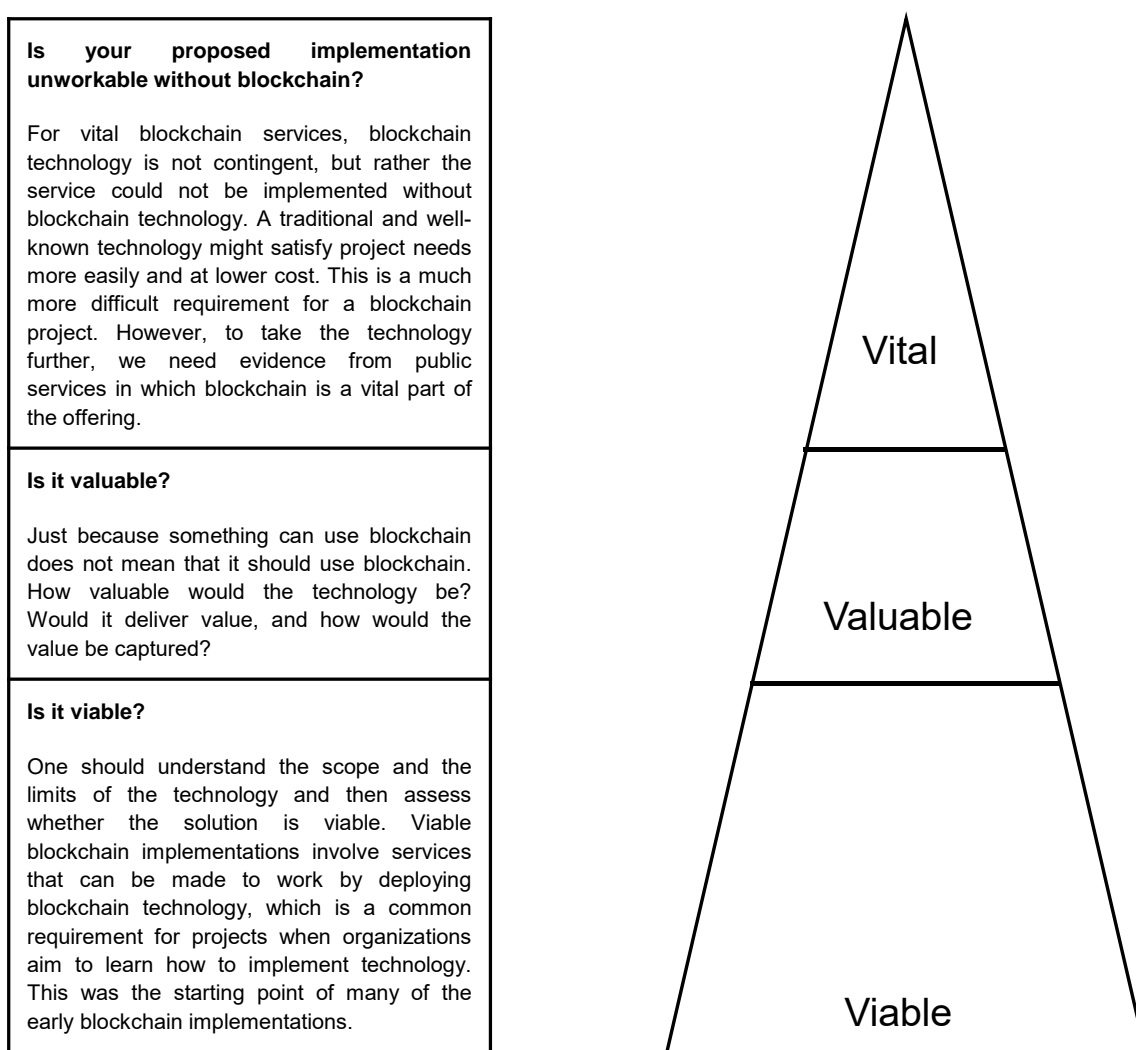 Is your proposed implementation
unworkable without blockchain?
For vital blockchain services, blockchain
technology is not contingent, but rather the
service could not be implemented without
blockchain technology. A traditional and well-
known technology might satisfy project needs
more easily and at lower cost. This is a much
more difficult requirement for a blockchain
project. However, to take the technology
further, we need evidence from public
services in which blockchain is a vital part of
the offering.
Is it valuable?
Just because something can use blockchain
does not mean that it should use blockchain.
How valuable would the technology be?
Would it deliver value, and how would the
value be captured?
Is it viable?
One should understand the scope and the
limits of the technology and then assess
whether the solution is viable. Viable
blockchain implementations involve services
that can be made to work by deploying
blockchain technology, which is a common
requirement for projects when organizations
aim to learn how to implement technology.
This was the starting point of many of the
early blockchain implementations.
Vital
Valuable
Viable